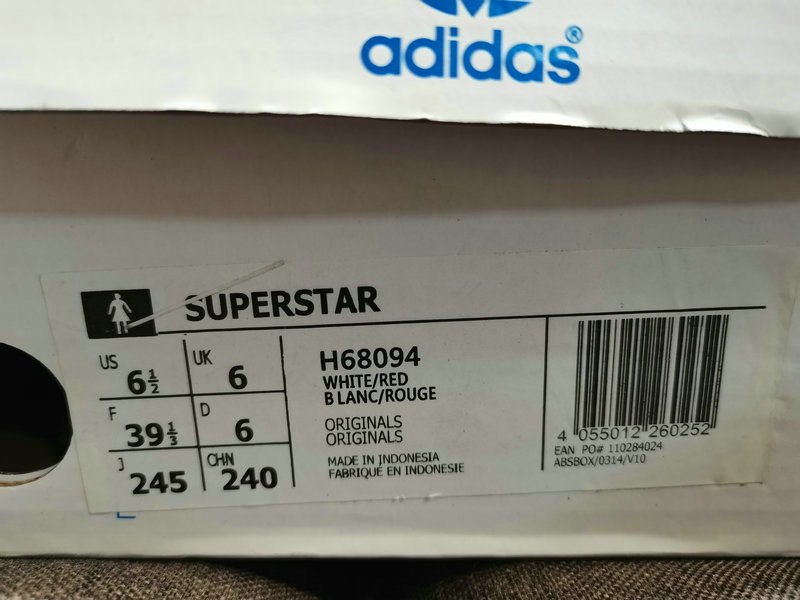 adidas®
SUPERSTAR
US 6½ UK 6
F 39⅓ D 6
J 245 CHN 240
H68094
WHITE/RED
BLANC/ROUGE
ORIGINALS
ORIGINALS
MADE IN INDONESIA
FABRIQUÉ EN INDONESIE
4 055012 260252
EAN PO# 110284024
ABSBOX/0314/V10